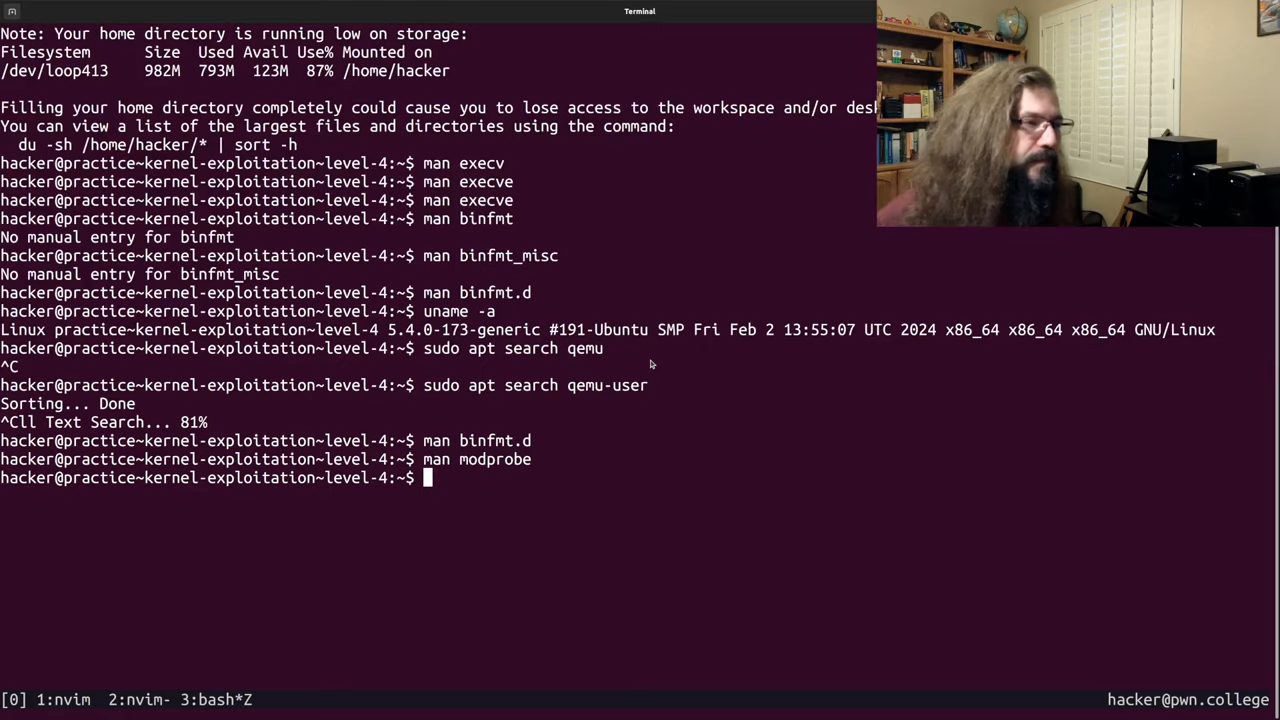 Terminal
Note: Your home directory is running low on storage:
Filesystem      Size  Used Avail Use% Mounted on
/dev/loop413    982M  793M  123M  87% /home/hacker
Filling your home directory completely could cause you to lose access to the workspace and/or
You can view a list of the largest files and directories using the command:
  du -sh /home/hacker/* | sort -h
hacker@practice~kernel-exploitation~level-4:~$ man execv
hacker@practice~kernel-exploitation~level-4:~$ man execve
hacker@practice~kernel-exploitation~level-4:~$ man execve
hacker@practice~kernel-exploitation~level-4:~$ man binfmt
No manual entry for binfmt
hacker@practice~kernel-exploitation~level-4:~$ man binfmt_misc
No manual entry for binfmt_misc
hacker@practice~kernel-exploitation~level-4:~$ man binfmt.d
hacker@practice~kernel-exploitation~level-4:~$ uname -a
Linux practice~kernel-exploitation~level-4 5.4.0-173-generic #191-Ubuntu SMP Fri Feb 2 13:55:07 UTC 2024 x86_64 x86_64 x86_64 GNU/Linux
hacker@practice~kernel-exploitation~level-4:~$ sudo apt search qemu
^C
hacker@practice~kernel-exploitation~level-4:~$ sudo apt search qemu-user
Sorting... Done
^Cll Text Search... 81%
hacker@practice~kernel-exploitation~level-4:~$ man binfmt.d
hacker@practice~kernel-exploitation~level-4:~$ man modprobe
hacker@practice~kernel-exploitation~level-4:~$
[0] 1:nvim  2:nvim- 3:bash*Z hacker@pwn.college